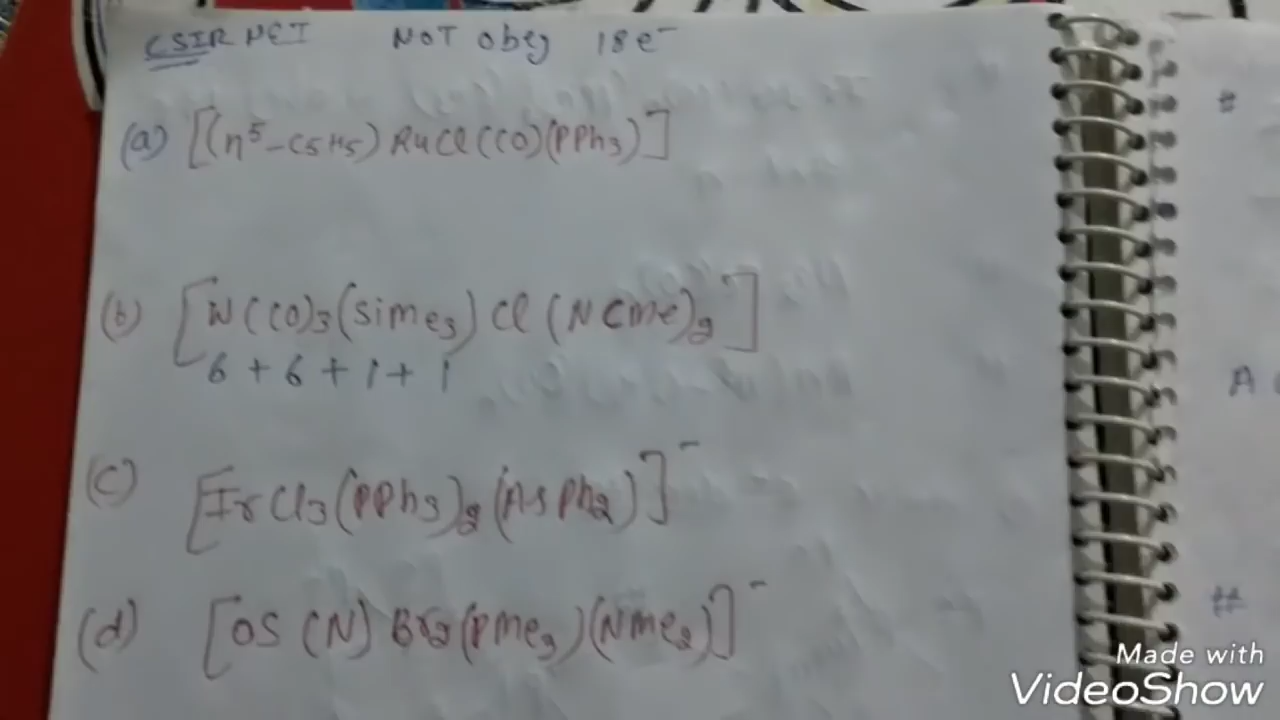 CSIR NET NOT obey 18e⁻
(a) [(η⁵-C5H5) RuCl(CO)(PPh3)]
(b) [W(CO)3(Sime3) Cl (NCme)2]
6 + 6 + 1 + 1
(c) [IrCl3(PPh3)2(AsPh2)]⁻
(d) [OS (N) Br2(Pme3)(Nme2)]⁻
#
A
#
Made with
VideoShow